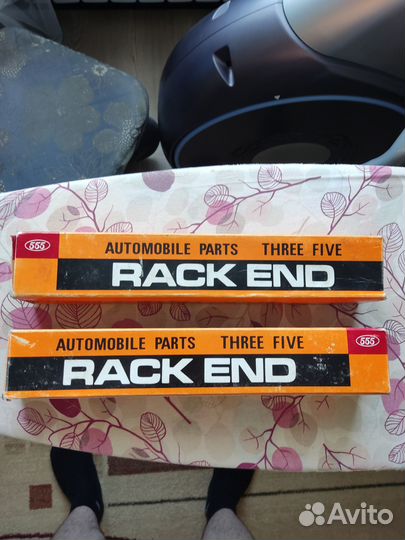 555 AUTOMOBILE PARTS THREE FIVE
RACK END
AUTOMOBILE PARTS THREE FIVE 555
RACK END
Avito